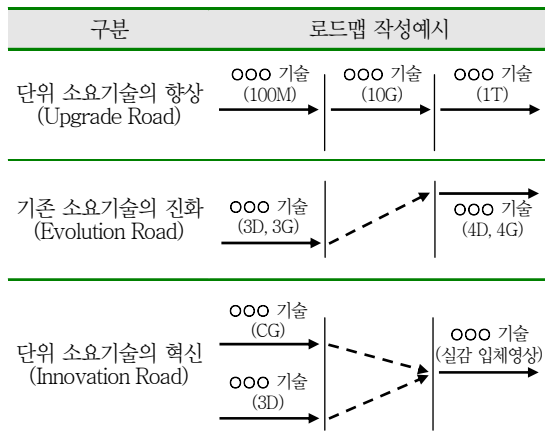 구분 로드맵 작성예시
단위 소요기술의 향상
(Upgrade Road)
○○○ 기술
(100M)
○○○ 기술
(10G)
○○○ 기술
(1T)
기존 소요기술의 진화
(Evolution Road)
○○○ 기술
(3D, 3G)
○○○ 기술
(4D, 4G)
단위 소요기술의 혁신
(Innovation Road)
○○○ 기술
(CG)
○○○ 기술
(3D)
○○○ 기술
(실감 입체영상)